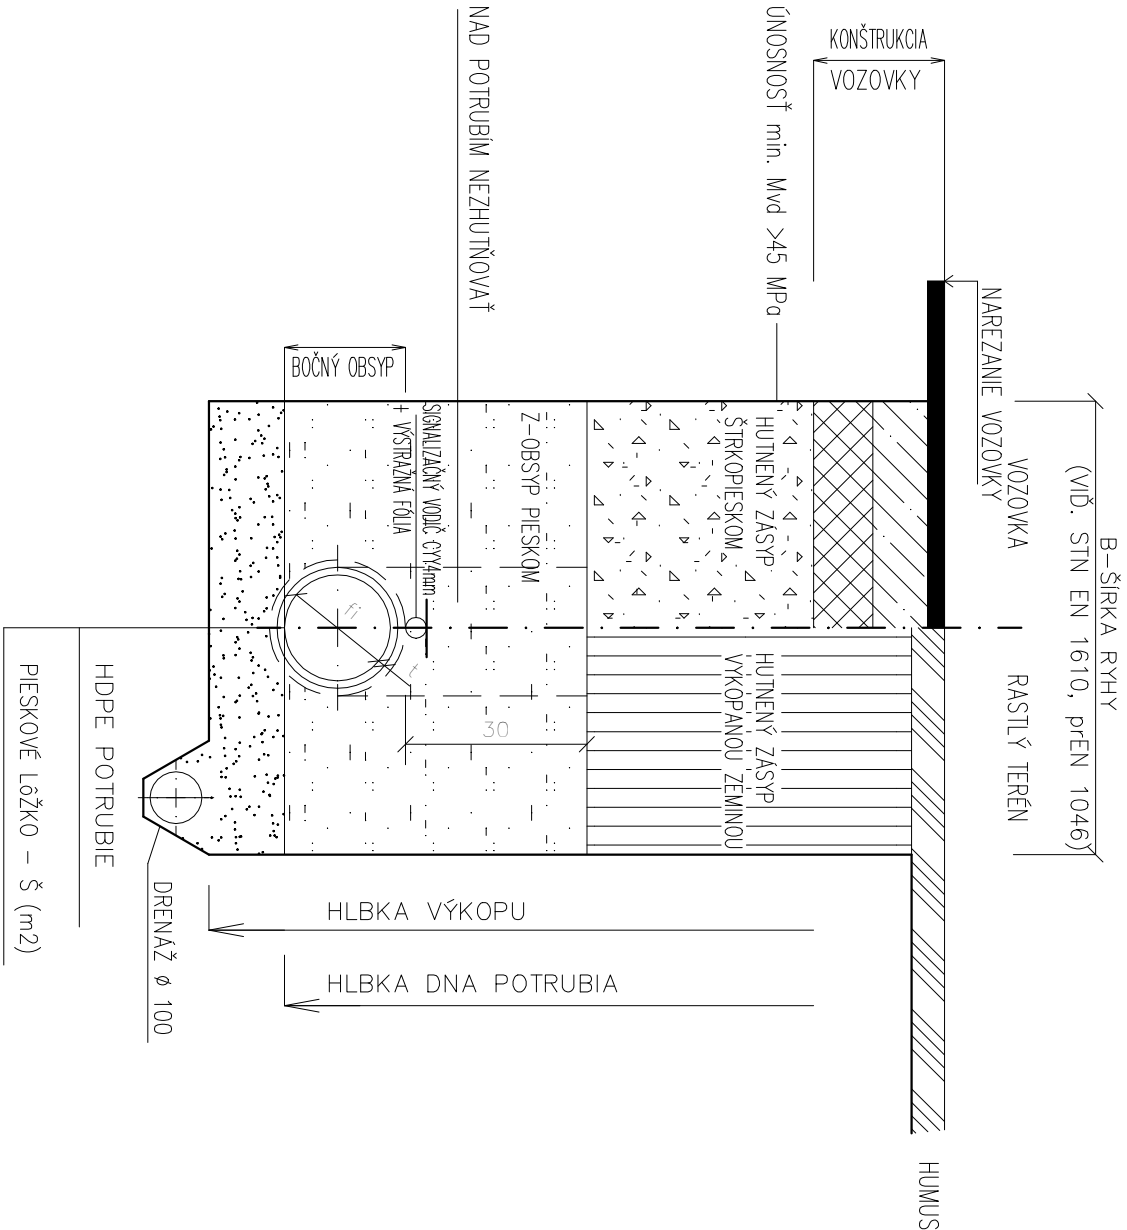 B-ŠÍRKA RYHY
(VIĎ. STN EN 1610, prEN 1046)
VOZOVKA
RASTLÝ TERÉN
NAREZANIE VOZOVKY
HUMUS
KONŠTRUKCIA
VOZOVKY
ÚNOSNOSŤ min. Mvd >45 MPa
HUTNENÝ ZÁSYP
ŠTRKOPIESKOM
HUTNENÝ ZÁSYP
VYKOPANOU ZEMINOU
Z-OBSYP PIESKOM
NAD POTRUBÍM NEZHUTŇOVAŤ
30
SIGNALIZAČNÝ VODIČ CYY4mm
+ VÝSTRAŽNÁ FÓLIA
BOČNÝ OBSYP
fi
t
HLBKA VÝKOPU
HLBKA DNA POTRUBIA
DRENÁŽ ø 100
HDPE POTRUBIE
PIESKOVÉ LôŽKO - Š (m2)